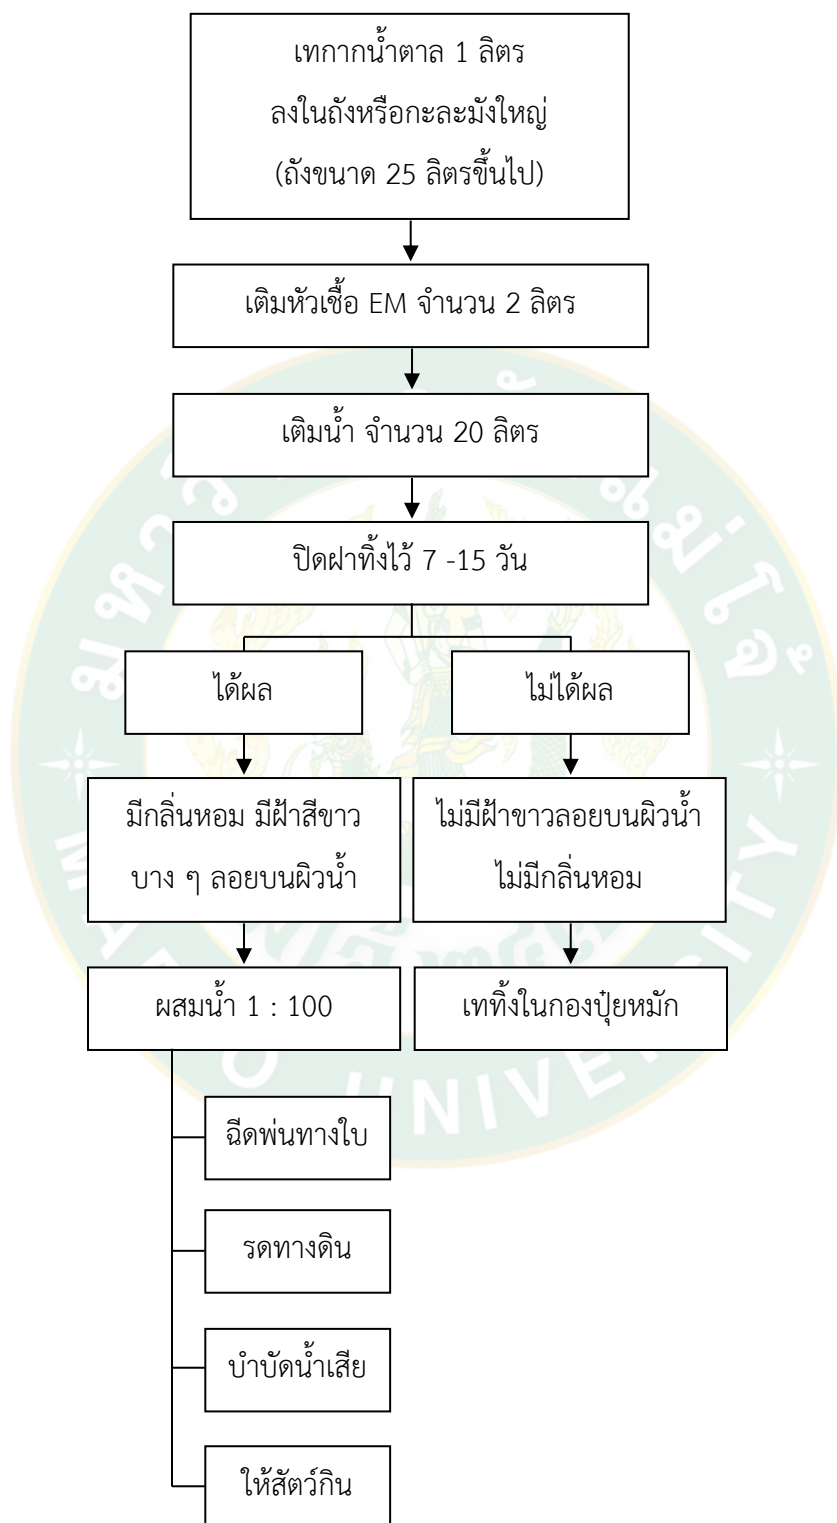 เทกากน้ำตาล 1 ลิตร
ลงในถังหรือกะละมังใหญ่
(ถังขนาด 25 ลิตรขึ้นไป)
เติมหัวเชื้อ EM จำนวน 2 ลิตร
เติมน้ำ จำนวน 20 ลิตร
ปิดฝาทิ้งไว้ 7 -15 วัน
ได้ผล
ไม่ได้ผล
มีกลิ่นหอม มีฝ้าสีขาว
บาง ๆ ลอยบนผิวน้ำ
ไม่มีฝ้าขาวลอยบนผิวน้ำ
ไม่มีกลิ่นหอม
ผสมน้ำ 1 : 100
เททิ้งในกองปุ๋ยหมัก
ฉีดพ่นทางใบ
รดทางดิน
บำบัดน้ำเสีย
ให้สัตว์กิน
UNIVERSITY